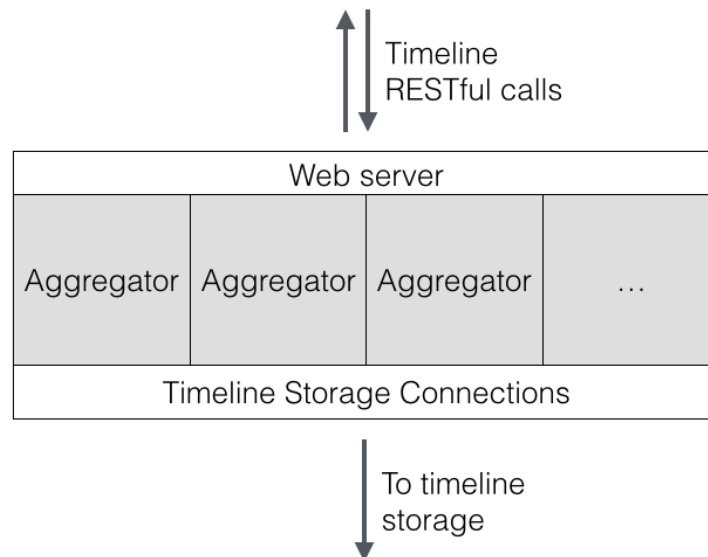 Timeline
RESTful calls
Web server
Aggregator Aggregator Aggregator ...
Timeline Storage Connections
To timeline
storage